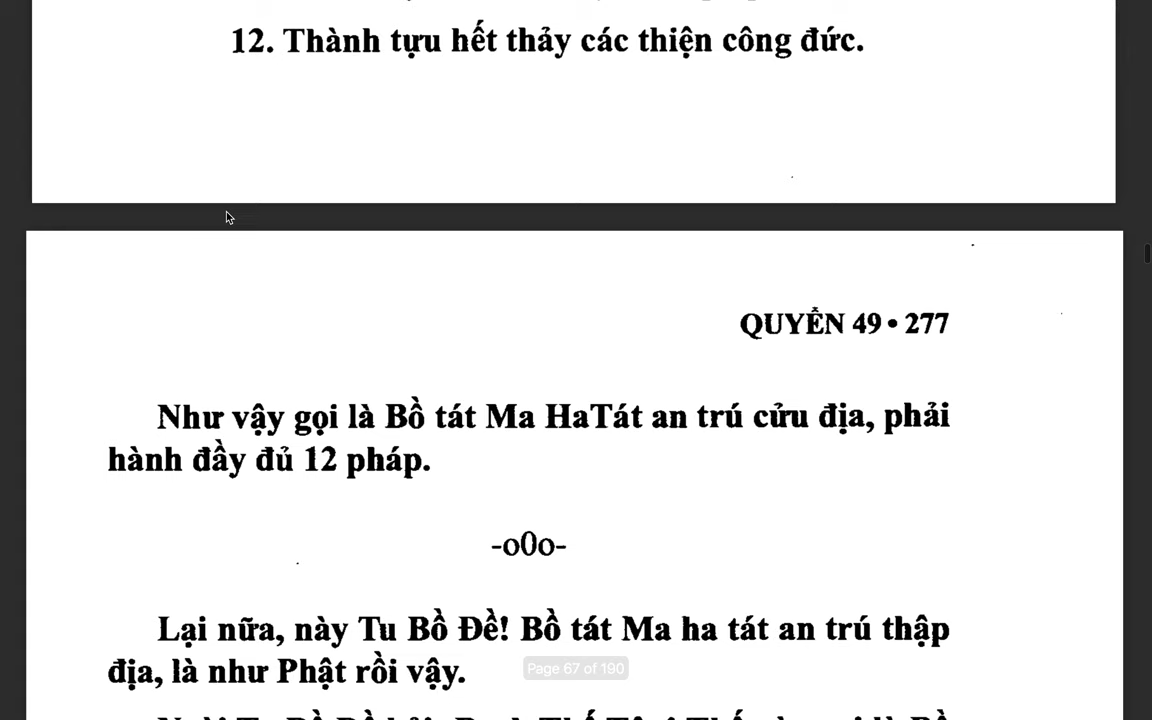 12. Thành tựu hết thảy các thiện công đức.
QUYỂN 49 • 277
Như vậy gọi là Bồ tát Ma HaTát an trú cửu địa, phải
hành đầy đủ 12 pháp.
-o0o-
Lại nữa, này Tu Bồ Đề! Bồ tát Ma ha tát an trú thập
địa, là như Phật rồi vậy.
Page 67 of 190